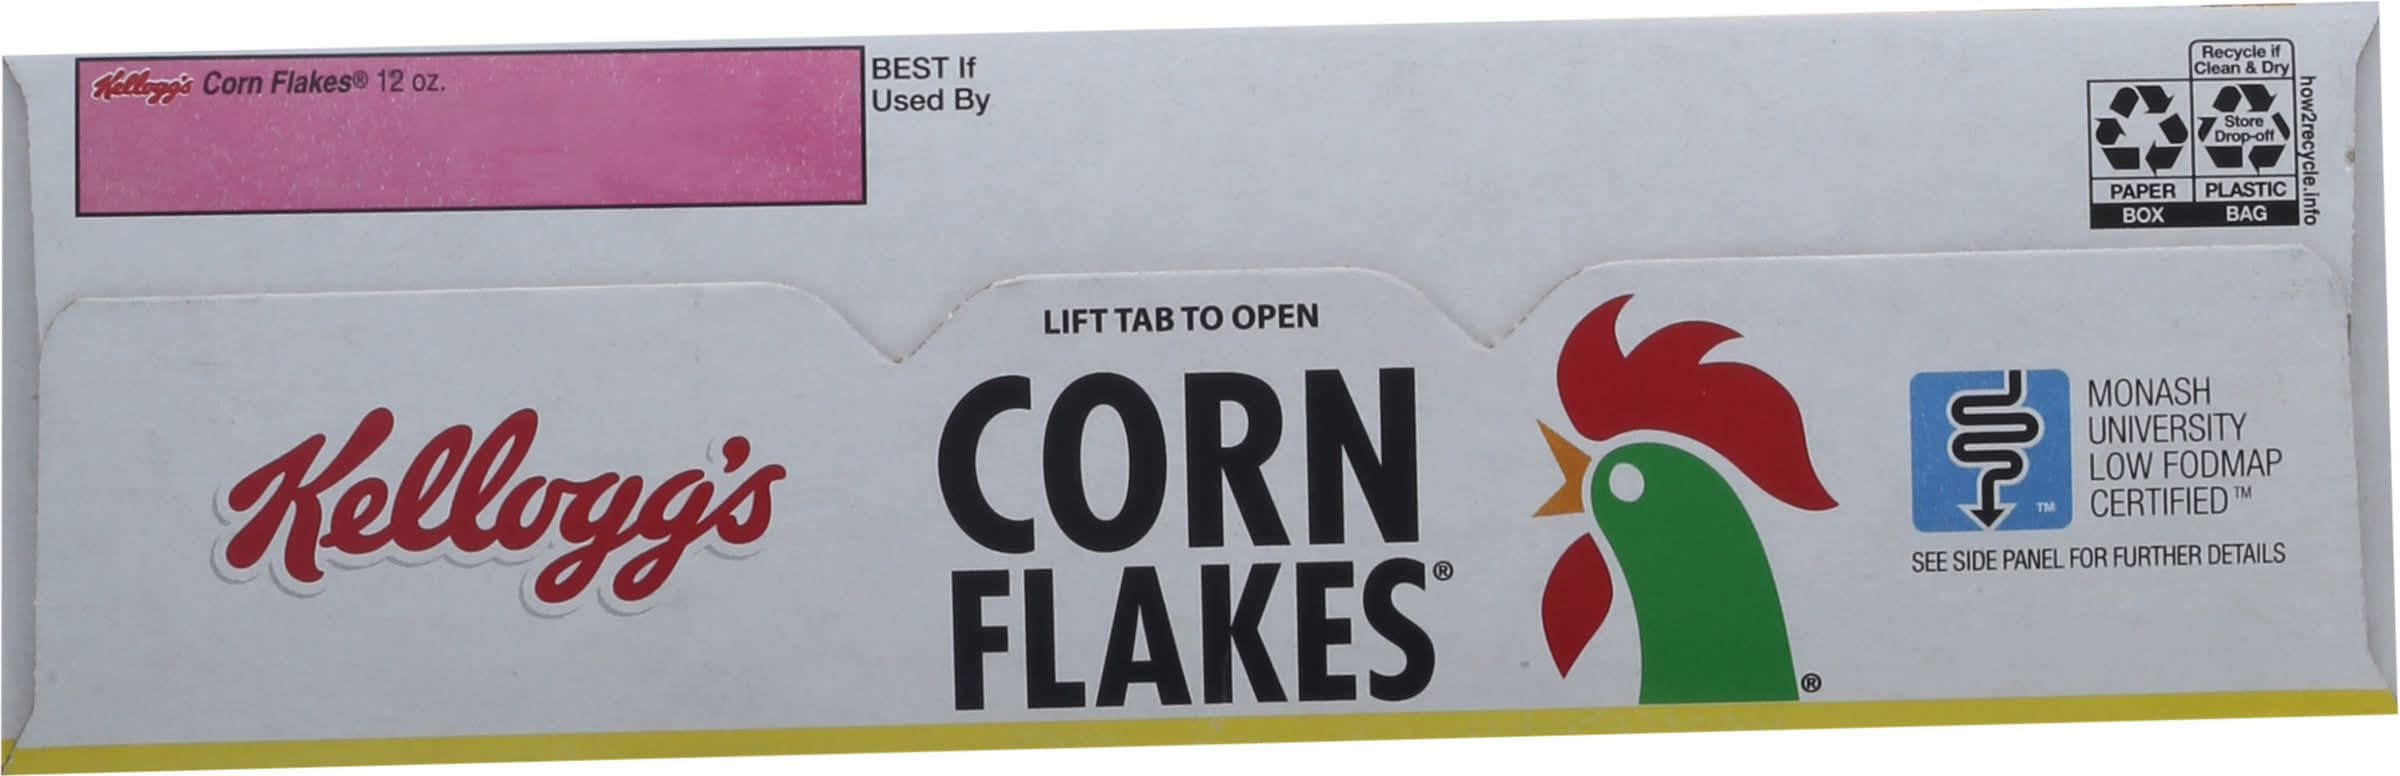 Kellogg's Corn Flakes® 12 oz.
BEST If
Used By
Recycle if
Clean & Dry
Store
Drop-off
PAPER
PLASTIC
BOX
BAG
how2recycle.info
LIFT TAB TO OPEN
Kellogg's
CORN
FLAKES®
®
TM
MONASH
UNIVERSITY
LOW FODMAP
CERTIFIED™
SEE SIDE PANEL FOR FURTHER DETAILS